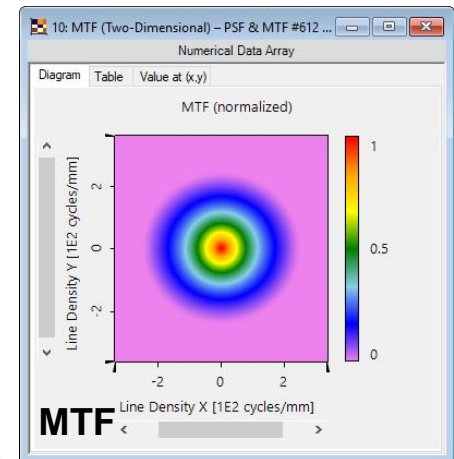 10: MTF (Two-Dimensional) – PSF & MTF #612 ...
Numerical Data Array
Diagram Table Value at (x,y)
MTF (normalized)
1
0.5
0
Line Density Y [1E2 cycles/mm]
2
0
-2
-2 0 2
Line Density X [1E2 cycles/mm]
MTF